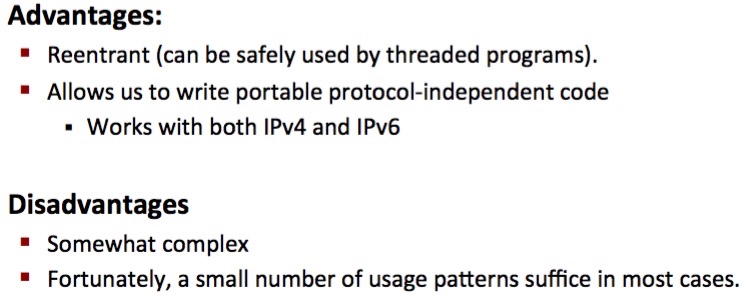 Advantages:
▪ Reentrant (can be safely used by threaded programs).
▪ Allows us to write portable protocol-independent code
▪ Works with both IPv4 and IPv6
Disadvantages
▪ Somewhat complex
▪ Fortunately, a small number of usage patterns suffice in most cases.